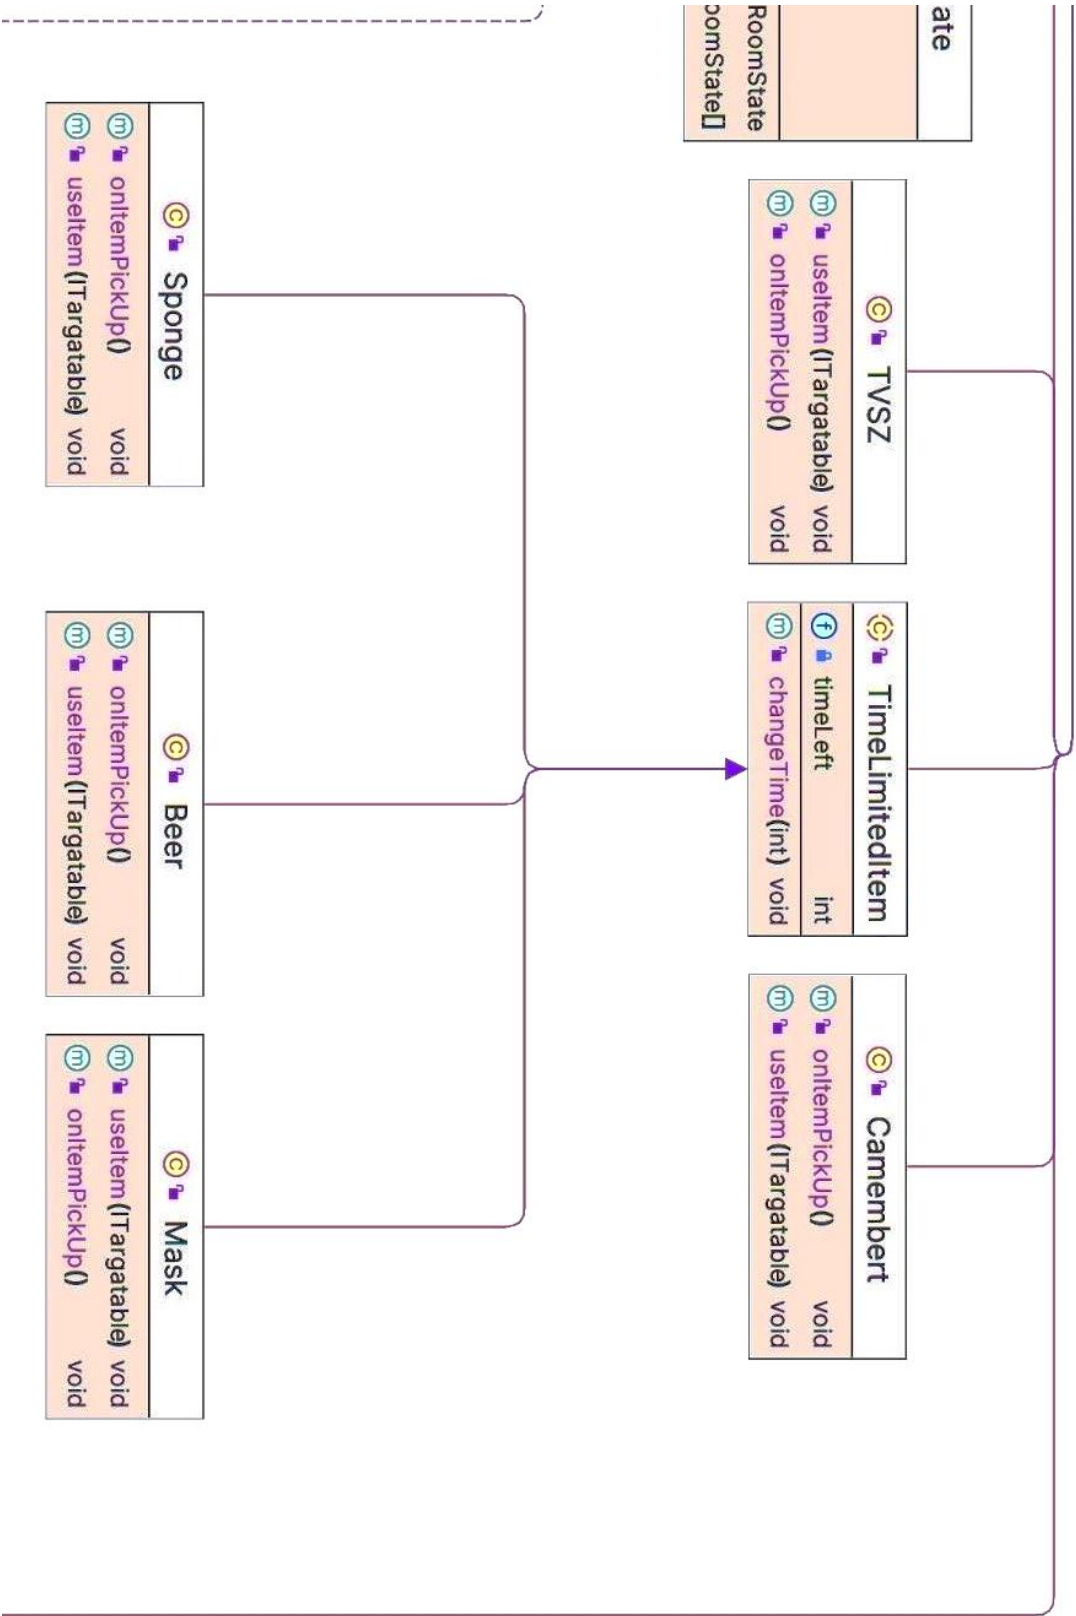 ate
RoomState
oomState[]
TVSZ
useItem(ITargatable) void
onItemPickUp() void
TimeLimitedItem
timeLeft int
changeTime(int) void
Camembert
onItemPickUp() void
useItem(ITargatable) void
Sponge
onItemPickUp() void
useItem(ITargatable) void
Beer
onItemPickUp() void
useItem(ITargatable) void
Mask
useItem(ITargatable) void
onItemPickUp() void